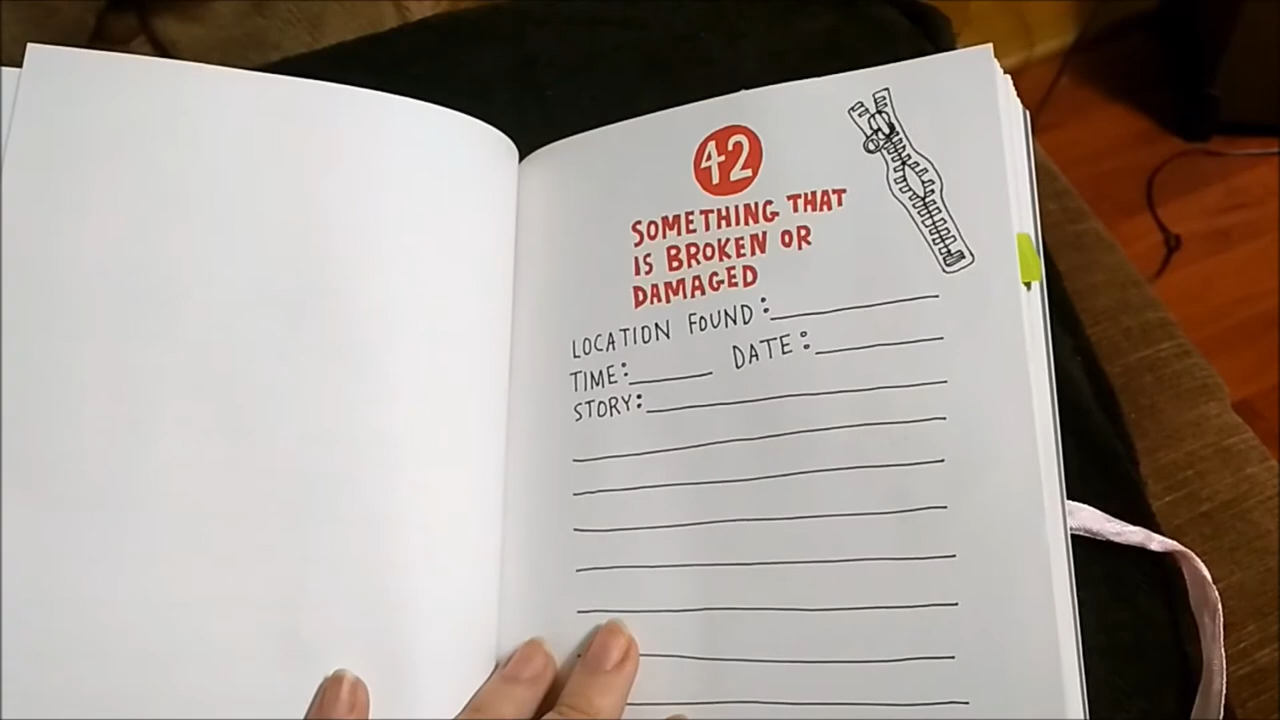 42
SOMETHING THAT
IS BROKEN OR
DAMAGED
LOCATION FOUND:
TIME: DATE:
STORY: